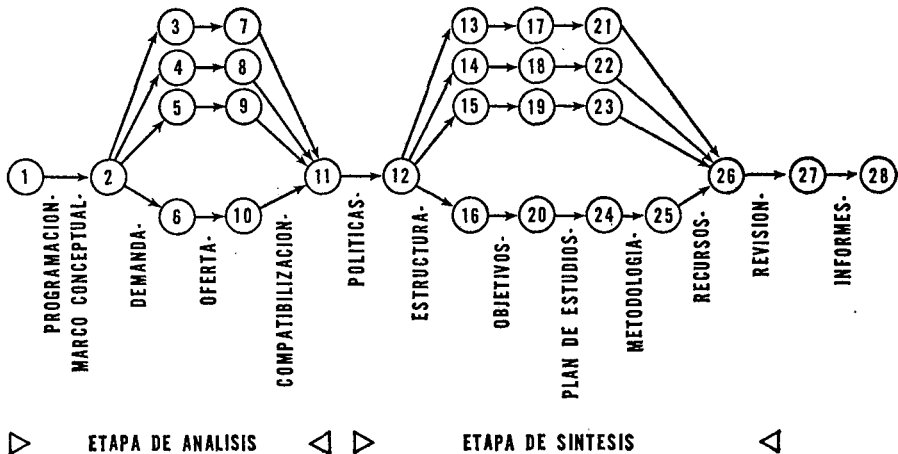 3 7 13 17 21
4 8 14 18 22
5 9 15 19 23
1 2 11 12 26 27 28
6 10 16 20 24 25
PROGRAMACION-
MARCO CONCEPTUAL-
DEMANDA-
OFERTA-
COMPATIBILIZACION-
POLITICAS-
ESTRUCTURA-
OBJETIVOS-
PLAN DE ESTUDIOS-
METODOLOGIA-
RECURSOS-
REVISION-
INFORMES-
ETAPA DE ANALISIS
ETAPA DE SINTESIS